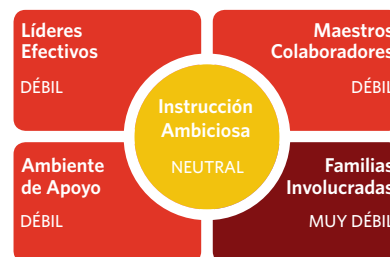 Líderes
Efectivos
DÉBIL
Maestros
Colaboradores
DÉBIL
Instrucción
Ambiciosa
NEUTRAL
Ambiente
de Apoyo
DÉBIL
Familias
Involucradas
MUY DÉBIL